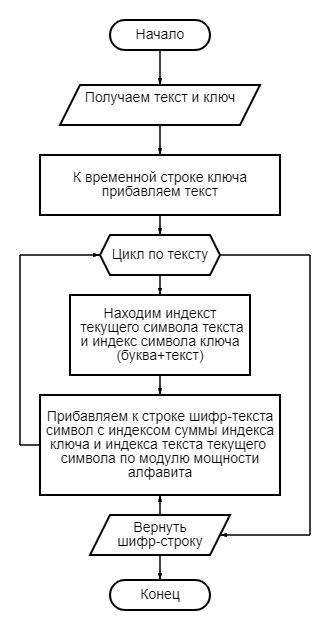 Начало
Получаем текст и ключ
К временной строке ключа
прибавляем текст
Цикл по тексту
Находим индекст
текущего символа текста
и индекс символа ключа
(буква+текст)
Прибавляем к строке шифр-текста
символ с индексом суммы индекса
ключа и индекса текста текущего
символа по модулю мощности
алфавита
Вернуть
шифр-строку
Конец